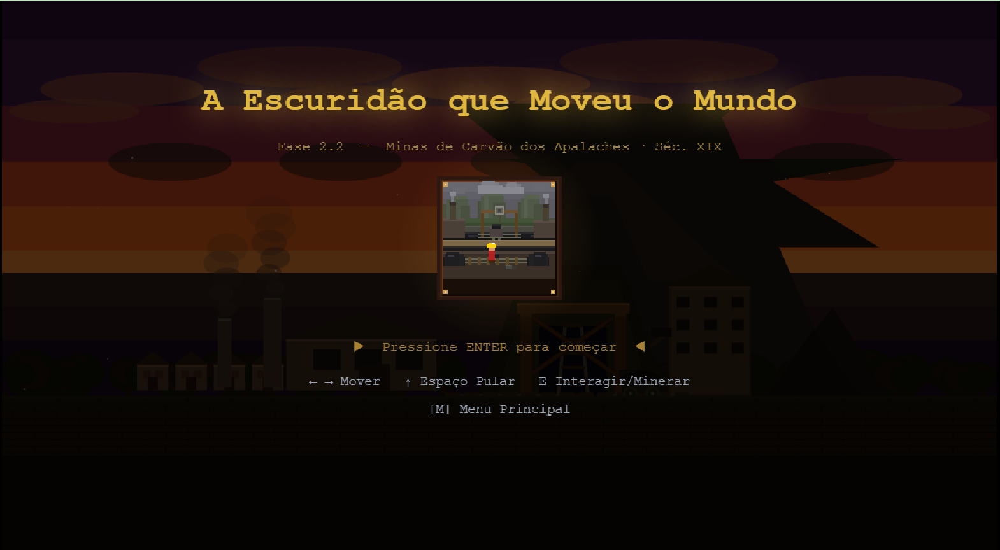 A Escuridão que Moveu o Mundo
Fase 2.2 — Minas de Carvão dos Apalaches · Séc. XIX
► Pressione ENTER para começar ◄
← → Mover ↑ Espaço Pular E Interagir/Minerar
[M] Menu Principal